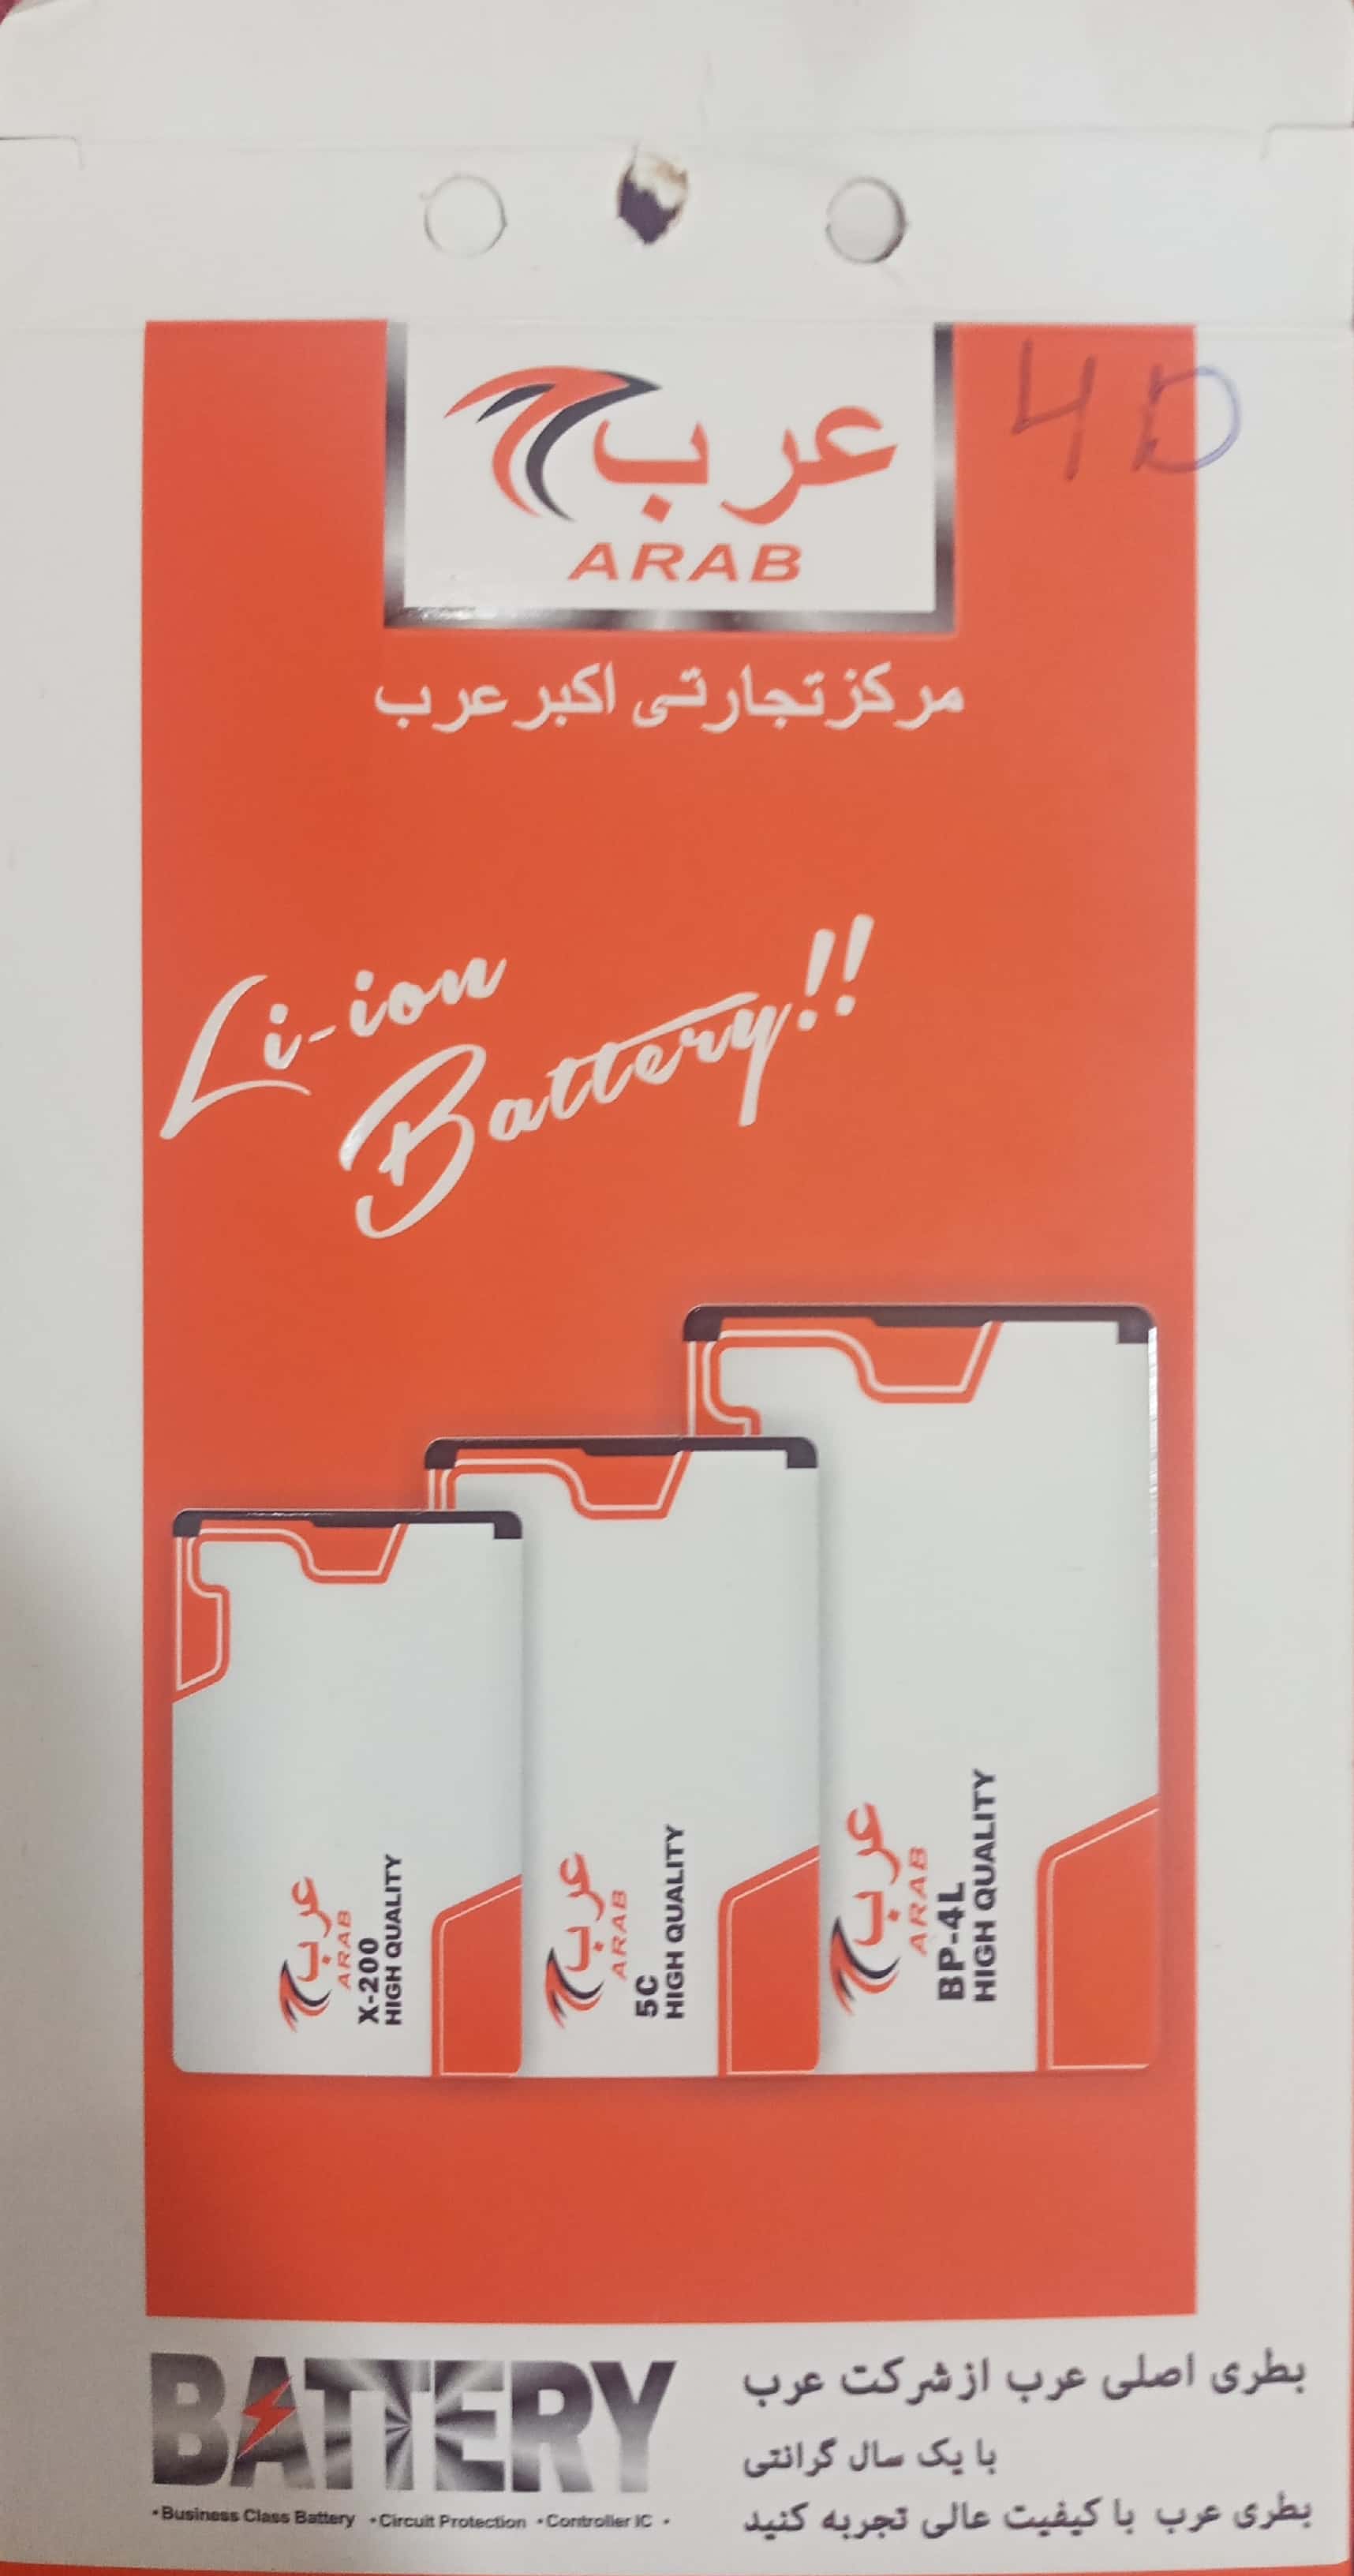 عرب
ARAB
4D
مرکز تجارتی اکبر عرب
Li-ion
Battery!!
عرب
ARAB
X-200
HIGH QUALITY
عرب
ARAB
5C
HIGH QUALITY
عرب
ARAB
BP-4L
HIGH QUALITY
BATTERY
•Business Class Battery •Circuit Protection •Controller IC •
بطری اصلی عرب از شرکت عرب
با یک سال گرانتی
بطری عرب با کیفیت عالی تجربه کنید